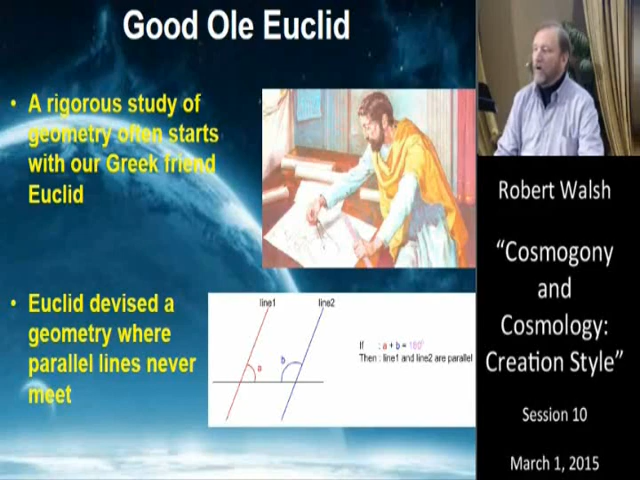 Good Ole Euclid
• A rigorous study of
geometry often starts
with our Greek friend
Euclid
• Euclid devised a
geometry where
parallel lines never
meet
line1
line2
a
b
If : a + b = 180°
Then : line1 and line2 are parallel
Robert Walsh
“Cosmogony
and
Cosmology:
Creation Style”
Session 10
March 1, 2015